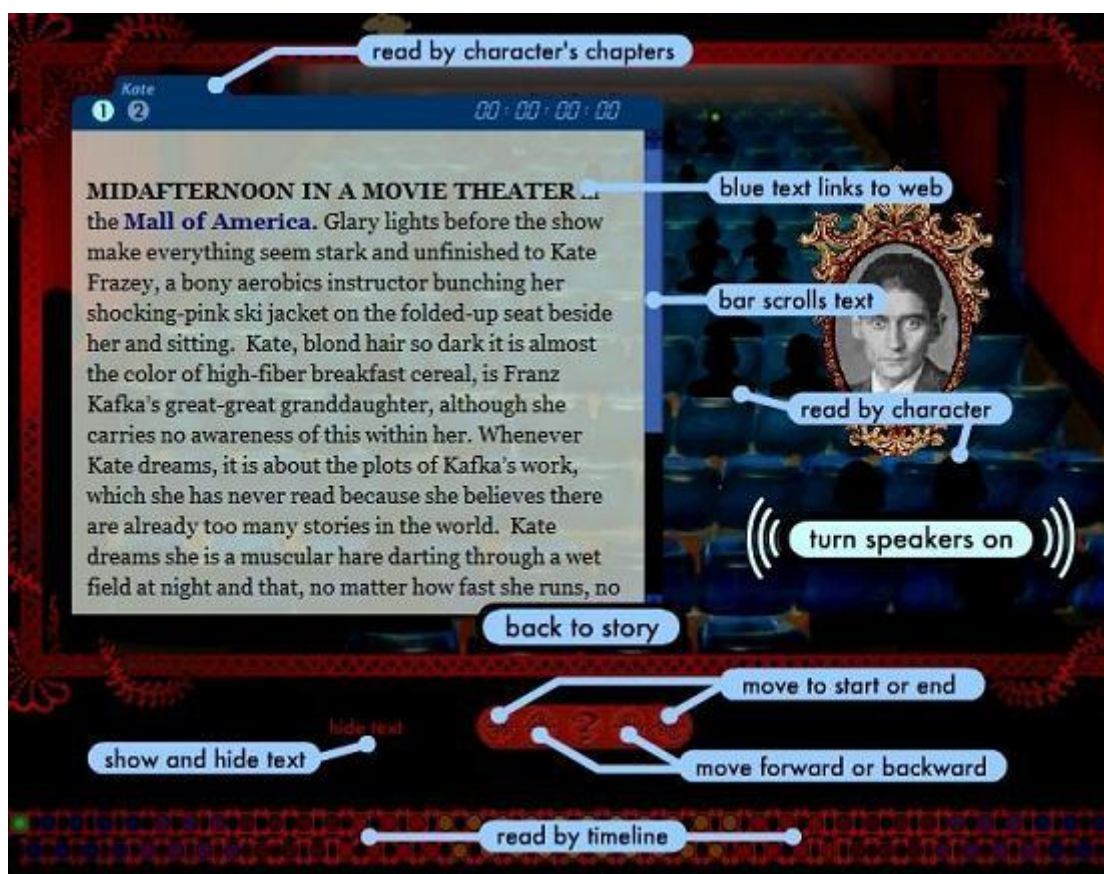 read by character's chapters
Kate
1 2
00:00:00:00
MIDAFTERNOON IN A MOVIE THEATER
blue text links to web
the Mall of America. Glary lights before the show
make everything seem stark and unfinished to Kate
Frazey, a bony aerobics instructor bunching her
bar scrolls text
shocking-pink ski jacket on the folded-up seat beside
her and sitting.  Kate, blond hair so dark it is almost
the color of high-fiber breakfast cereal, is Franz
Kafka's great-great granddaughter, although she
read by character
carries no awareness of this within her. Whenever
Kate dreams, it is about the plots of Kafka's work,
which she has never read because she believes there
are already too many stories in the world.  Kate
turn speakers on
dreams she is a muscular hare darting through a wet
field at night and that, no matter how fast she runs, no
back to story
move to start or end
hide text
?
show and hide text
move forward or backward
read by timeline